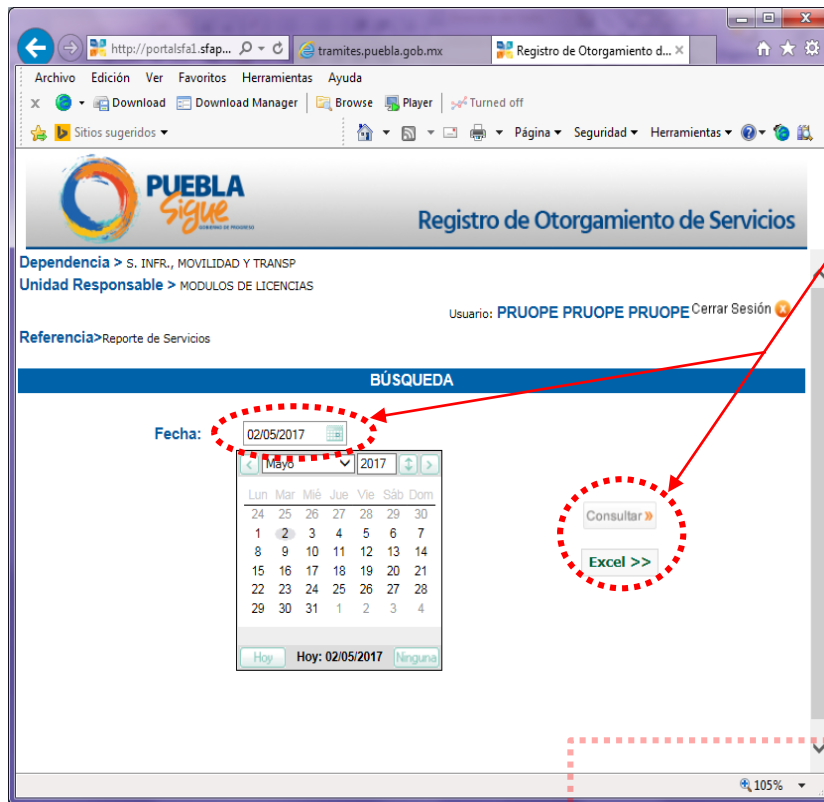 http://portalsfa1.sfap... tramites.puebla.gob.mx Registro de Otorgamiento d... ×
Archivo Edición Ver Favoritos Herramientas Ayuda
x Download Download Manager Browse Player Turned off
Sitios sugeridos Página Seguridad Herramientas
PUEBLA
Sigue
GOBIERNO DE PROGRESO
Registro de Otorgamiento de Servicios
Dependencia > S. INFR., MOVILIDAD Y TRANSP
Unidad Responsable > MODULOS DE LICENCIAS
Usuario: PRUOPE PRUOPE PRUOPE Cerrar Sesión
Referencia>Reporte de Servicios
BÚSQUEDA
Fecha: 02/05/2017
< Mayo 2017 >
Lun Mar Mié Jue Vie Sáb Dom
24 25 26 27 28 29 30
1 2 3 4 5 6 7
8 9 10 11 12 13 14
15 16 17 18 19 20 21
22 23 24 25 26 27 28
29 30 31 1 2 3 4
Hoy Hoy: 02/05/2017 Ninguna
Consultar »
Excel >>
105%